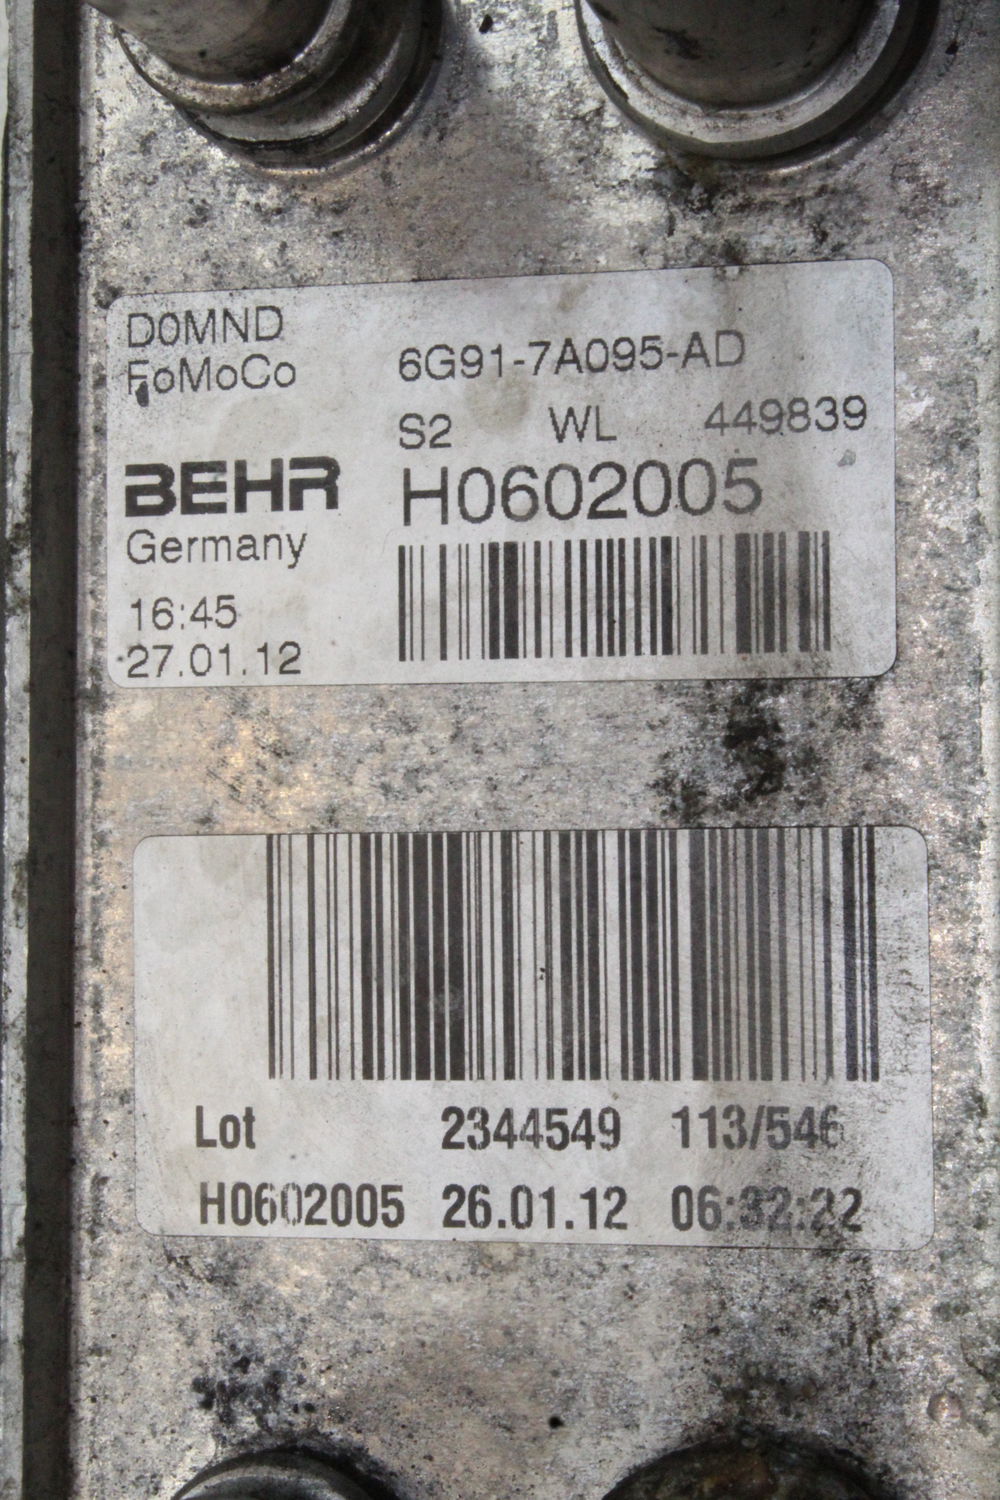 D0MND
FoMoCo 6G91-7A095-AD
S2 WL 449839
BEHR H0602005
Germany
16:45
27.01.12
Lot 2344549 113/546
H0602005 26.01.12 06:32:22